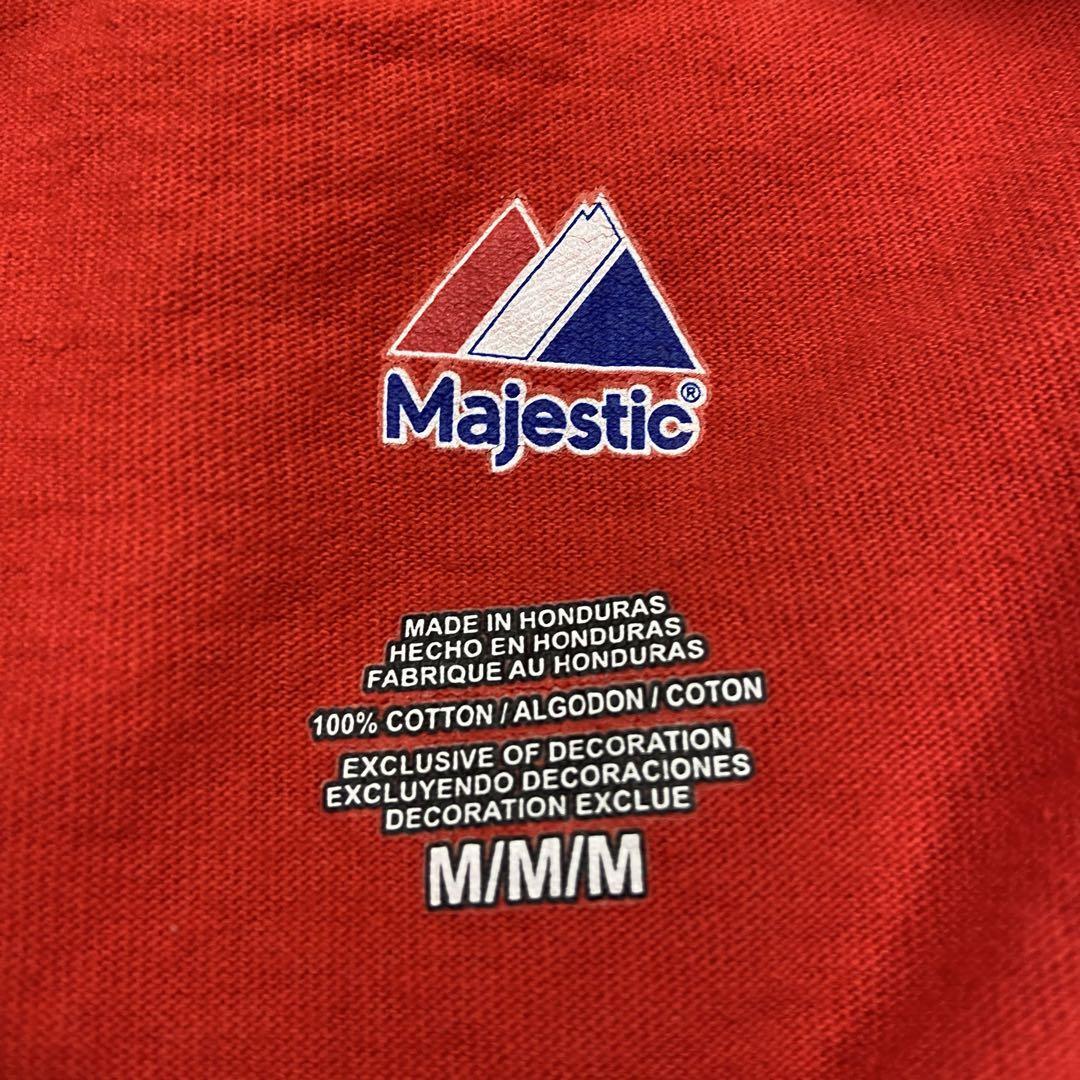 Majestic®
MADE IN HONDURAS
HECHO EN HONDURAS
FABRIQUE AU HONDURAS
100% COTTON / ALGODON / COTON
EXCLUSIVE OF DECORATION
EXCLUYENDO DECORACIONES
DECORATION EXCLUE
M/M/M